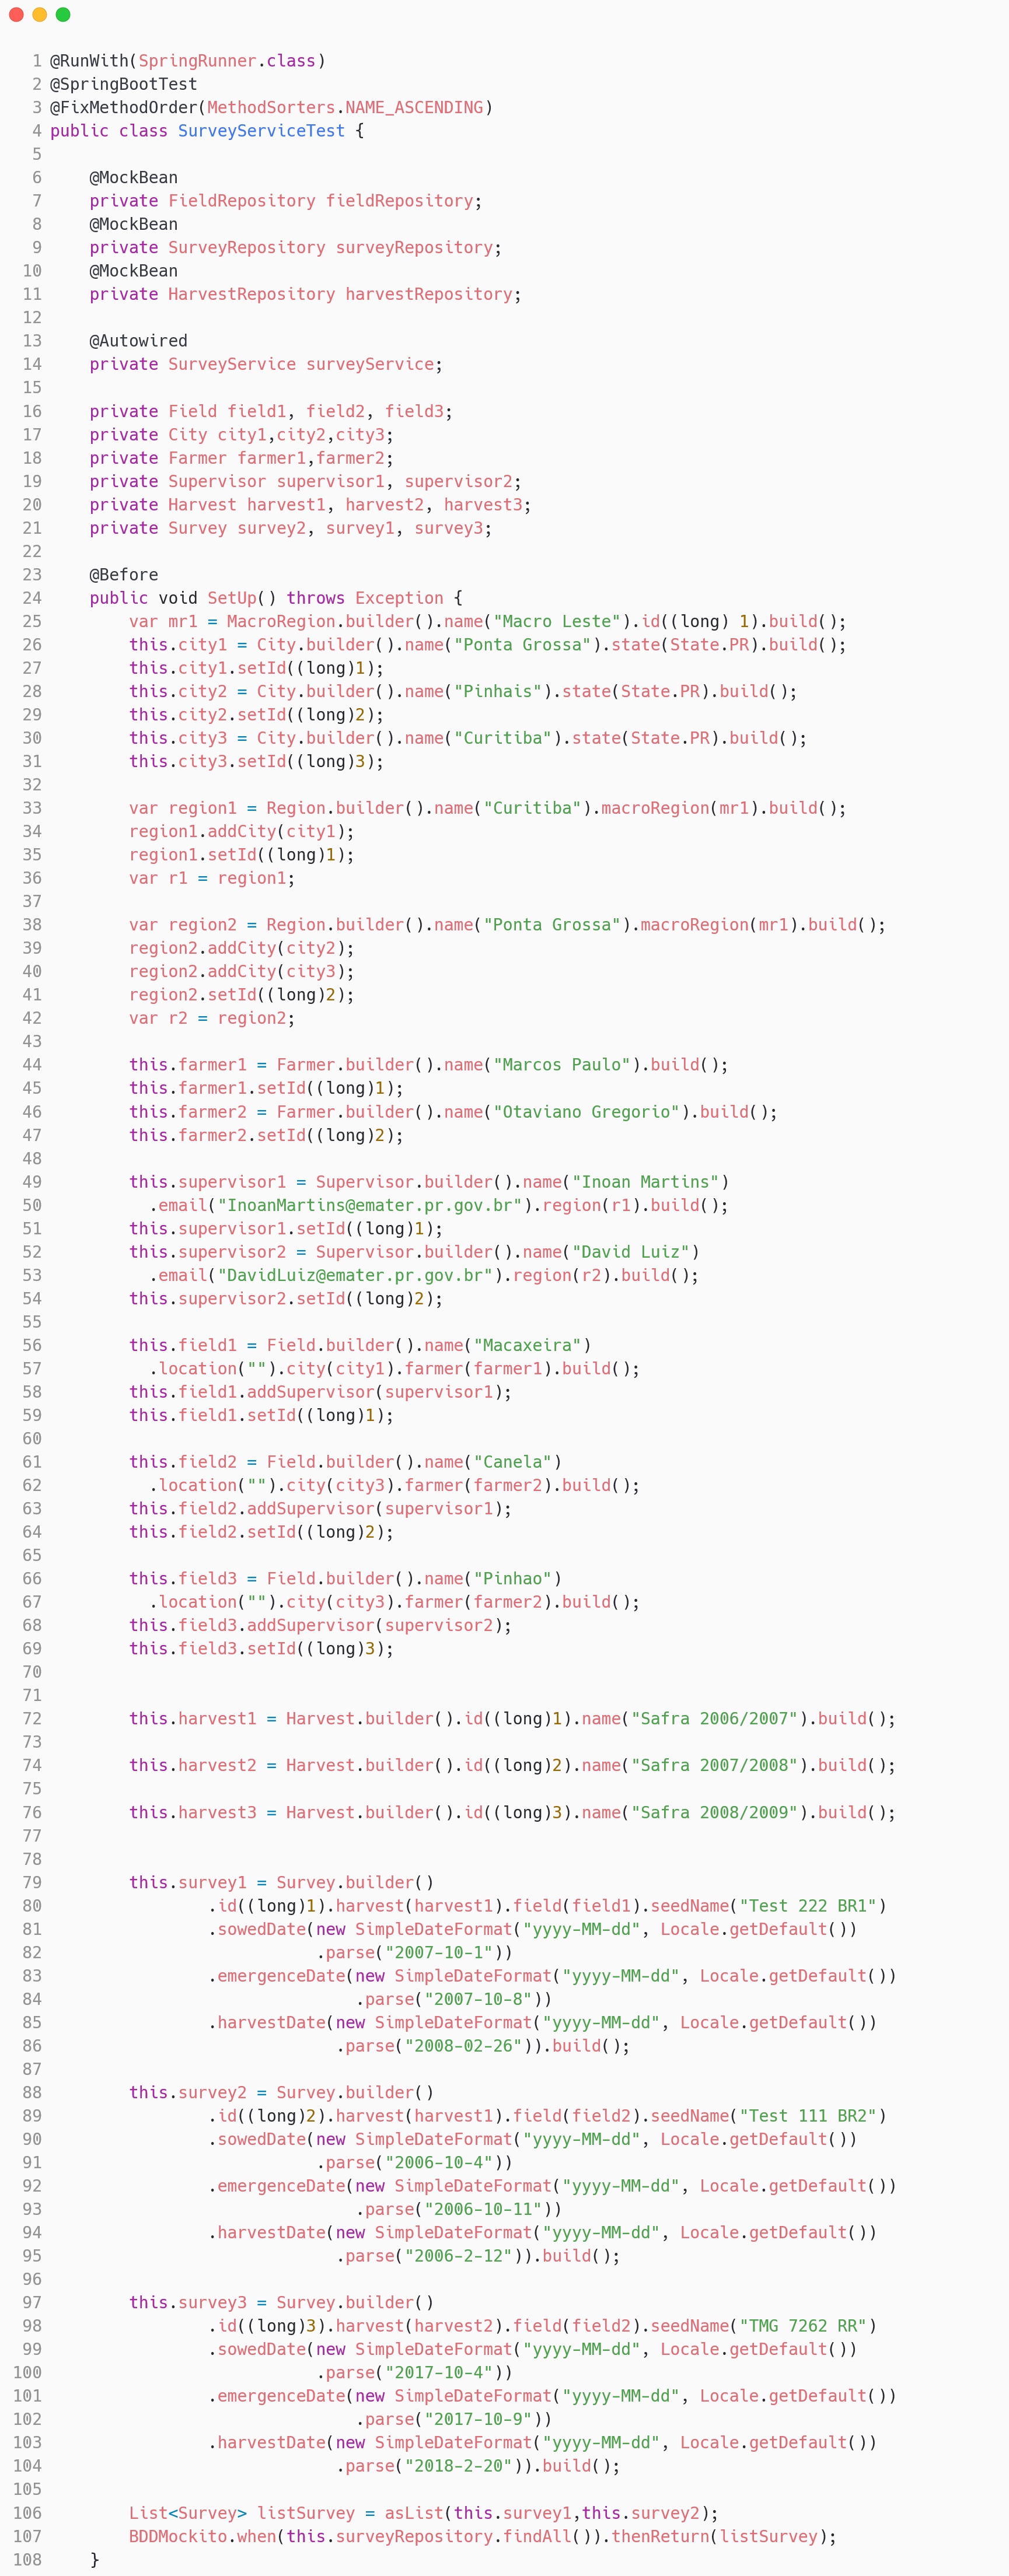 1 @RunWith(SpringRunner.class)
2 @SpringBootTest
3 @FixMethodOrder(MethodSorters.NAME_ASCENDING)
4 public class SurveyServiceTest {
5
6     @MockBean
7     private FieldRepository fieldRepository;
8     @MockBean
9     private SurveyRepository surveyRepository;
10     @MockBean
11     private HarvestRepository harvestRepository;
12
13     @Autowired
14     private SurveyService surveyService;
15
16     private Field field1, field2, field3;
17     private City city1,city2,city3;
18     private Farmer farmer1,farmer2;
19     private Supervisor supervisor1, supervisor2;
20     private Harvest harvest1, harvest2, harvest3;
21     private Survey survey2, survey1, survey3;
22
23     @Before
24     public void SetUp() throws Exception {
25         var mr1 = MacroRegion.builder().name("Macro Leste").id((long) 1).build();
26         this.city1 = City.builder().name("Ponta Grossa").state(State.PR).build();
27         this.city1.setId((long)1);
28         this.city2 = City.builder().name("Pinhais").state(State.PR).build();
29         this.city2.setId((long)2);
30         this.city3 = City.builder().name("Curitiba").state(State.PR).build();
31         this.city3.setId((long)3);
32
33         var region1 = Region.builder().name("Curitiba").macroRegion(mr1).build();
34         region1.addCity(city1);
35         region1.setId((long)1);
36         var r1 = region1;
37
38         var region2 = Region.builder().name("Ponta Grossa").macroRegion(mr1).build();
39         region2.addCity(city2);
40         region2.addCity(city3);
41         region2.setId((long)2);
42         var r2 = region2;
43
44         this.farmer1 = Farmer.builder().name("Marcos Paulo").build();
45         this.farmer1.setId((long)1);
46         this.farmer2 = Farmer.builder().name("Otaviano Gregorio").build();
47         this.farmer2.setId((long)2);
48
49         this.supervisor1 = Supervisor.builder().name("Inoan Martins")
50           .email("InoanMartins@emater.pr.gov.br").region(r1).build();
51         this.supervisor1.setId((long)1);
52         this.supervisor2 = Supervisor.builder().name("David Luiz")
53           .email("DavidLuiz@emater.pr.gov.br").region(r2).build();
54         this.supervisor2.setId((long)2);
55
56         this.field1 = Field.builder().name("Macaxeira")
57           .location("").city(city1).farmer(farmer1).build();
58         this.field1.addSupervisor(supervisor1);
59         this.field1.setId((long)1);
60
61         this.field2 = Field.builder().name("Canela")
62           .location("").city(city3).farmer(farmer2).build();
63         this.field2.addSupervisor(supervisor1);
64         this.field2.setId((long)2);
65
66         this.field3 = Field.builder().name("Pinhao")
67           .location("").city(city3).farmer(farmer2).build();
68         this.field3.addSupervisor(supervisor2);
69         this.field3.setId((long)3);
70
71
72         this.harvest1 = Harvest.builder().id((long)1).name("Safra 2006/2007").build();
73
74         this.harvest2 = Harvest.builder().id((long)2).name("Safra 2007/2008").build();
75
76         this.harvest3 = Harvest.builder().id((long)3).name("Safra 2008/2009").build();
77
78
79         this.survey1 = Survey.builder()
80                 .id((long)1).harvest(harvest1).field(field1).seedName("Test 222 BR1")
81                 .sowedDate(new SimpleDateFormat("yyyy-MM-dd", Locale.getDefault())
82                            .parse("2007-10-1"))
83                 .emergenceDate(new SimpleDateFormat("yyyy-MM-dd", Locale.getDefault())
84                                .parse("2007-10-8"))
85                 .harvestDate(new SimpleDateFormat("yyyy-MM-dd", Locale.getDefault())
86                              .parse("2008-02-26")).build();
87
88         this.survey2 = Survey.builder()
89                 .id((long)2).harvest(harvest1).field(field2).seedName("Test 111 BR2")
90                 .sowedDate(new SimpleDateFormat("yyyy-MM-dd", Locale.getDefault())
91                            .parse("2006-10-4"))
92                 .emergenceDate(new SimpleDateFormat("yyyy-MM-dd", Locale.getDefault())
93                                .parse("2006-10-11"))
94                 .harvestDate(new SimpleDateFormat("yyyy-MM-dd", Locale.getDefault())
95                              .parse("2006-2-12")).build();
96
97         this.survey3 = Survey.builder()
98                 .id((long)3).harvest(harvest2).field(field2).seedName("TMG 7262 RR")
99                 .sowedDate(new SimpleDateFormat("yyyy-MM-dd", Locale.getDefault())
100                            .parse("2017-10-4"))
101                 .emergenceDate(new SimpleDateFormat("yyyy-MM-dd", Locale.getDefault())
102                                .parse("2017-10-9"))
103                 .harvestDate(new SimpleDateFormat("yyyy-MM-dd", Locale.getDefault())
104                              .parse("2018-2-20")).build();
105
106         List<Survey> listSurvey = asList(this.survey1,this.survey2);
107         BDDMockito.when(this.surveyRepository.findAll()).thenReturn(listSurvey);
108     }